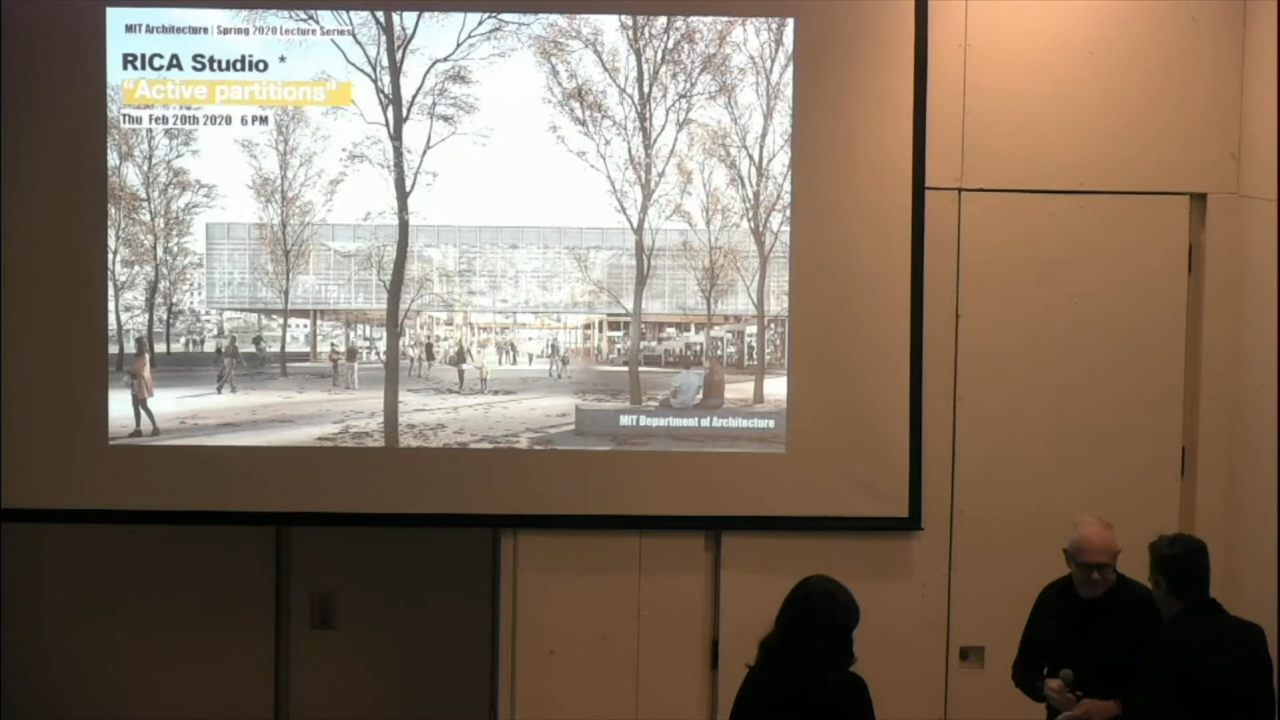 MIT Architecture | Spring 2020 Lecture Series
RICA Studio *
"Active partitions"
Thu Feb 20th 2020 6 PM
MIT Department of Architecture